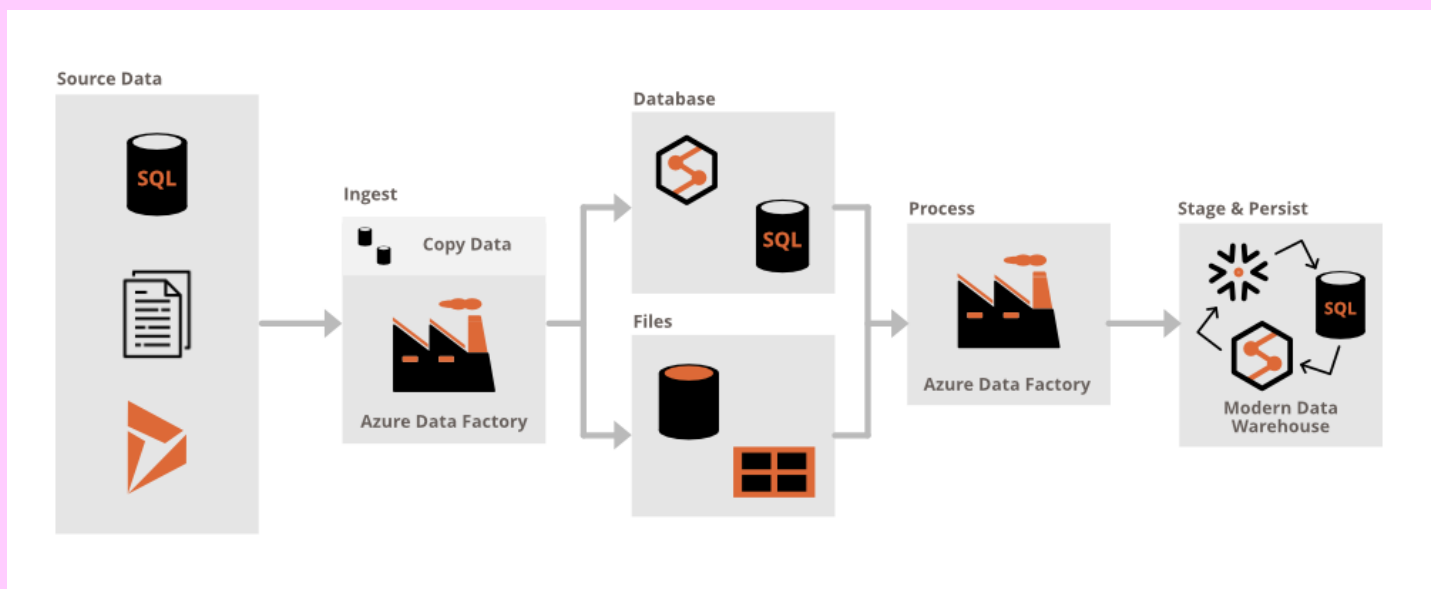 Source Data
SQL
Ingest
Copy Data
Azure Data Factory
Database
SQL
Files
Process
Azure Data Factory
Stage & Persist
SQL
Modern Data
Warehouse